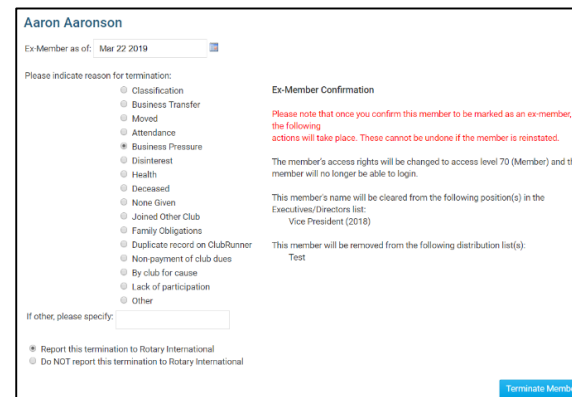 Aaron Aaronson
Ex-Member as of: Mar 22 2019
Please indicate reason for termination:
Classification
Business Transfer
Moved
Attendance
Business Pressure
Disinterest
Health
Deceased
None Given
Joined Other Club
Family Obligations
Duplicate record on ClubRunner
Non-payment of club dues
By club for cause
Lack of participation
Other
If other, please specify:
Report this termination to Rotary International
Do NOT report this termination to Rotary International
Ex-Member Confirmation
Please note that once you confirm this member to be marked as an ex-member,
the following
actions will take place. These cannot be undone if the member is reinstated.
The member's access rights will be changed to access level 70 (Member) and
member will no longer be able to login.
This member's name will be cleared from the following position(s) in the
Executives/Directors list:
Vice President (2018)
This member will be removed from the following distribution list(s):
Test
Terminate